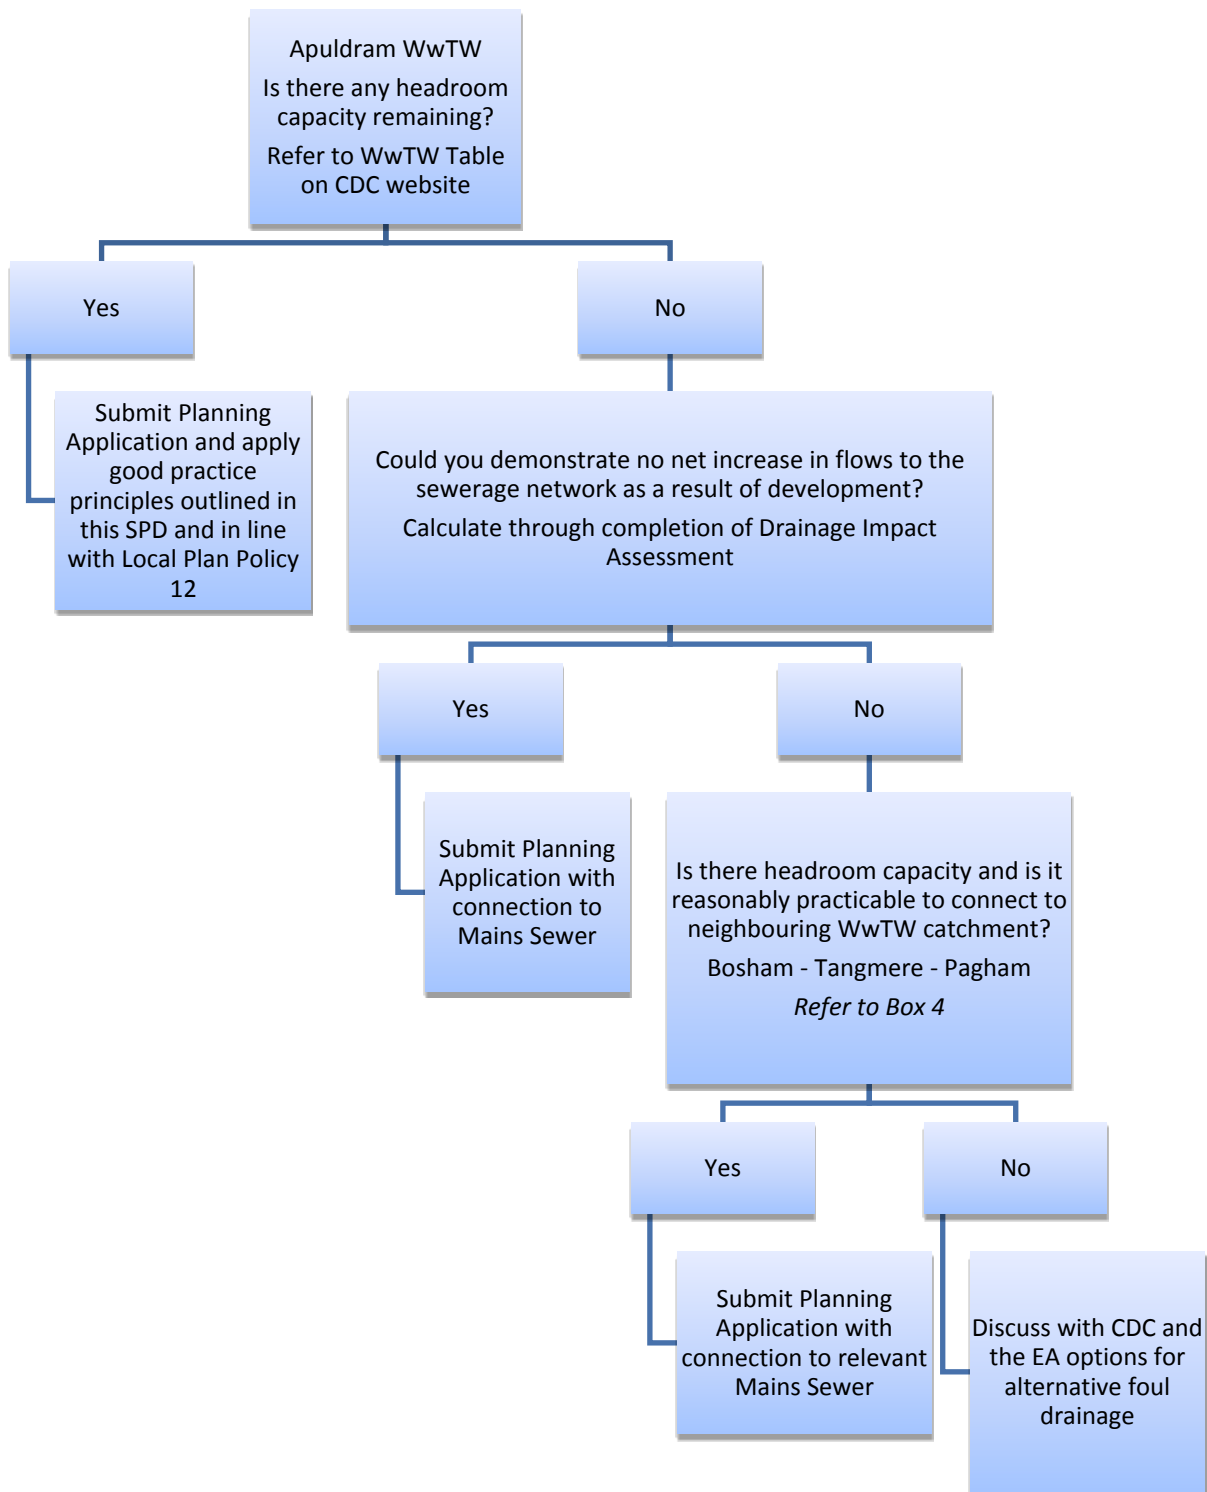 Apuldram WwTW
Is there any headroom
capacity remaining?
Refer to WwTW Table
on CDC website
Yes
No
Submit Planning
Application and apply
good practice
principles outlined in
this SPD and in line
with Local Plan Policy
12
Could you demonstrate no net increase in flows to the
sewerage network as a result of development?
Calculate through completion of Drainage Impact
Assessment
Yes
No
Submit Planning
Application with
connection to
Mains Sewer
Is there headroom capacity and is it
reasonably practicable to connect to
neighbouring WwTW catchment?
Bosham - Tangmere - Pagham
Refer to Box 4
Yes
No
Submit Planning
Application with
connection to relevant
Mains Sewer
Discuss with CDC and
the EA options for
alternative foul
drainage